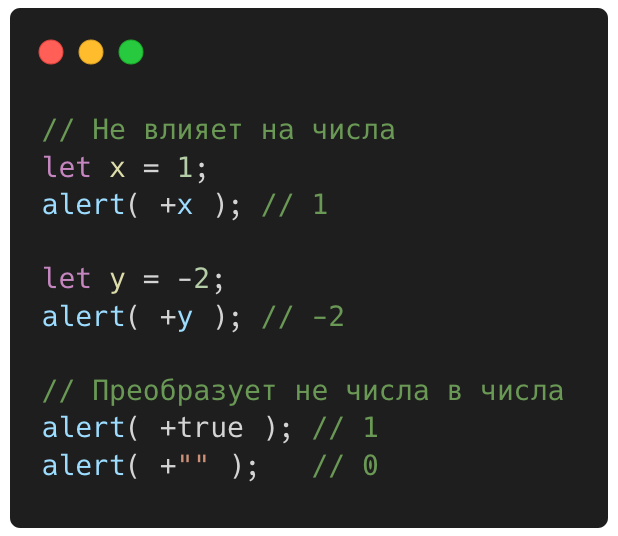 // Не влияет на числа
let x = 1;
alert( +x ); // 1
let y = -2;
alert( +y ); // -2
// Преобразует не числа в числа
alert( +true ); // 1
alert( +"" );   // 0